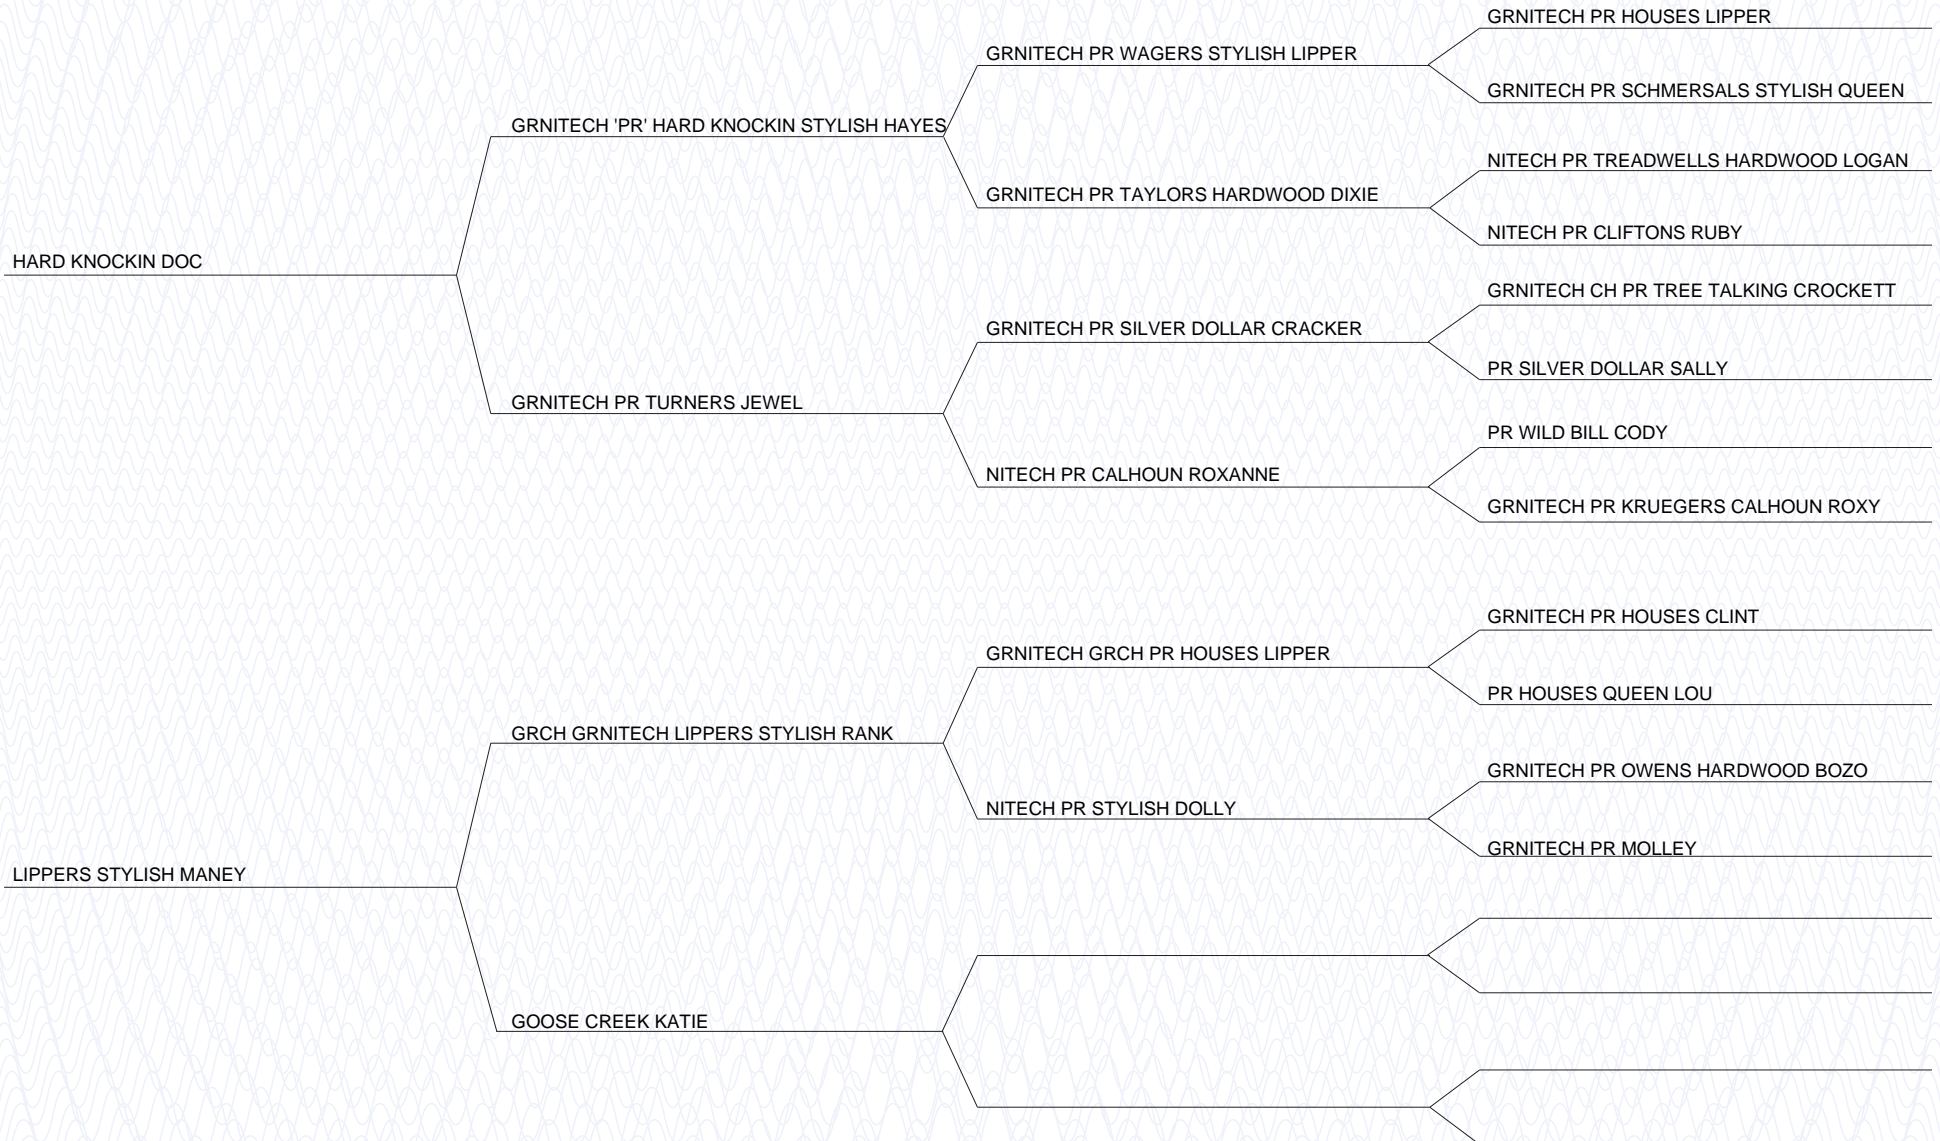 GRNITECH PR HOUSES LIPPER
GRNITECH PR WAGERS STYLISH LIPPER
GRNITECH PR SCHMERSALS STYLISH QUEEN
GRNITECH 'PR' HARD KNOCKIN STYLISH HAYES
NITECH PR TREADWELLS HARDWOOD LOGAN
GRNITECH PR TAYLORS HARDWOOD DIXIE
NITECH PR CLIFTONS RUBY
HARD KNOCKIN DOC
GRNITECH CH PR TREE TALKING CROCKETT
GRNITECH PR SILVER DOLLAR CRACKER
PR SILVER DOLLAR SALLY
GRNITECH PR TURNERS JEWEL
PR WILD BILL CODY
NITECH PR CALHOUN ROXANNE
GRNITECH PR KRUEGERS CALHOUN ROXY
GRNITECH PR HOUSES CLINT
GRNITECH GRCH PR HOUSES LIPPER
PR HOUSES QUEEN LOU
GRCH GRNITECH LIPPERS STYLISH RANK
GRNITECH PR OWENS HARDWOOD BOZO
NITECH PR STYLISH DOLLY
GRNITECH PR MOLLEY
LIPPERS STYLISH MANEY
GOOSE CREEK KATIE